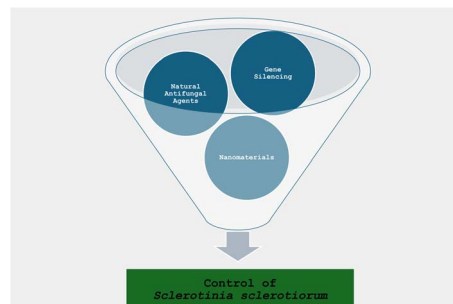 Gene
Silencing
Natural
Antifungal
Agents
Nanomaterials
Control of
Sclerotinia sclerotiorum